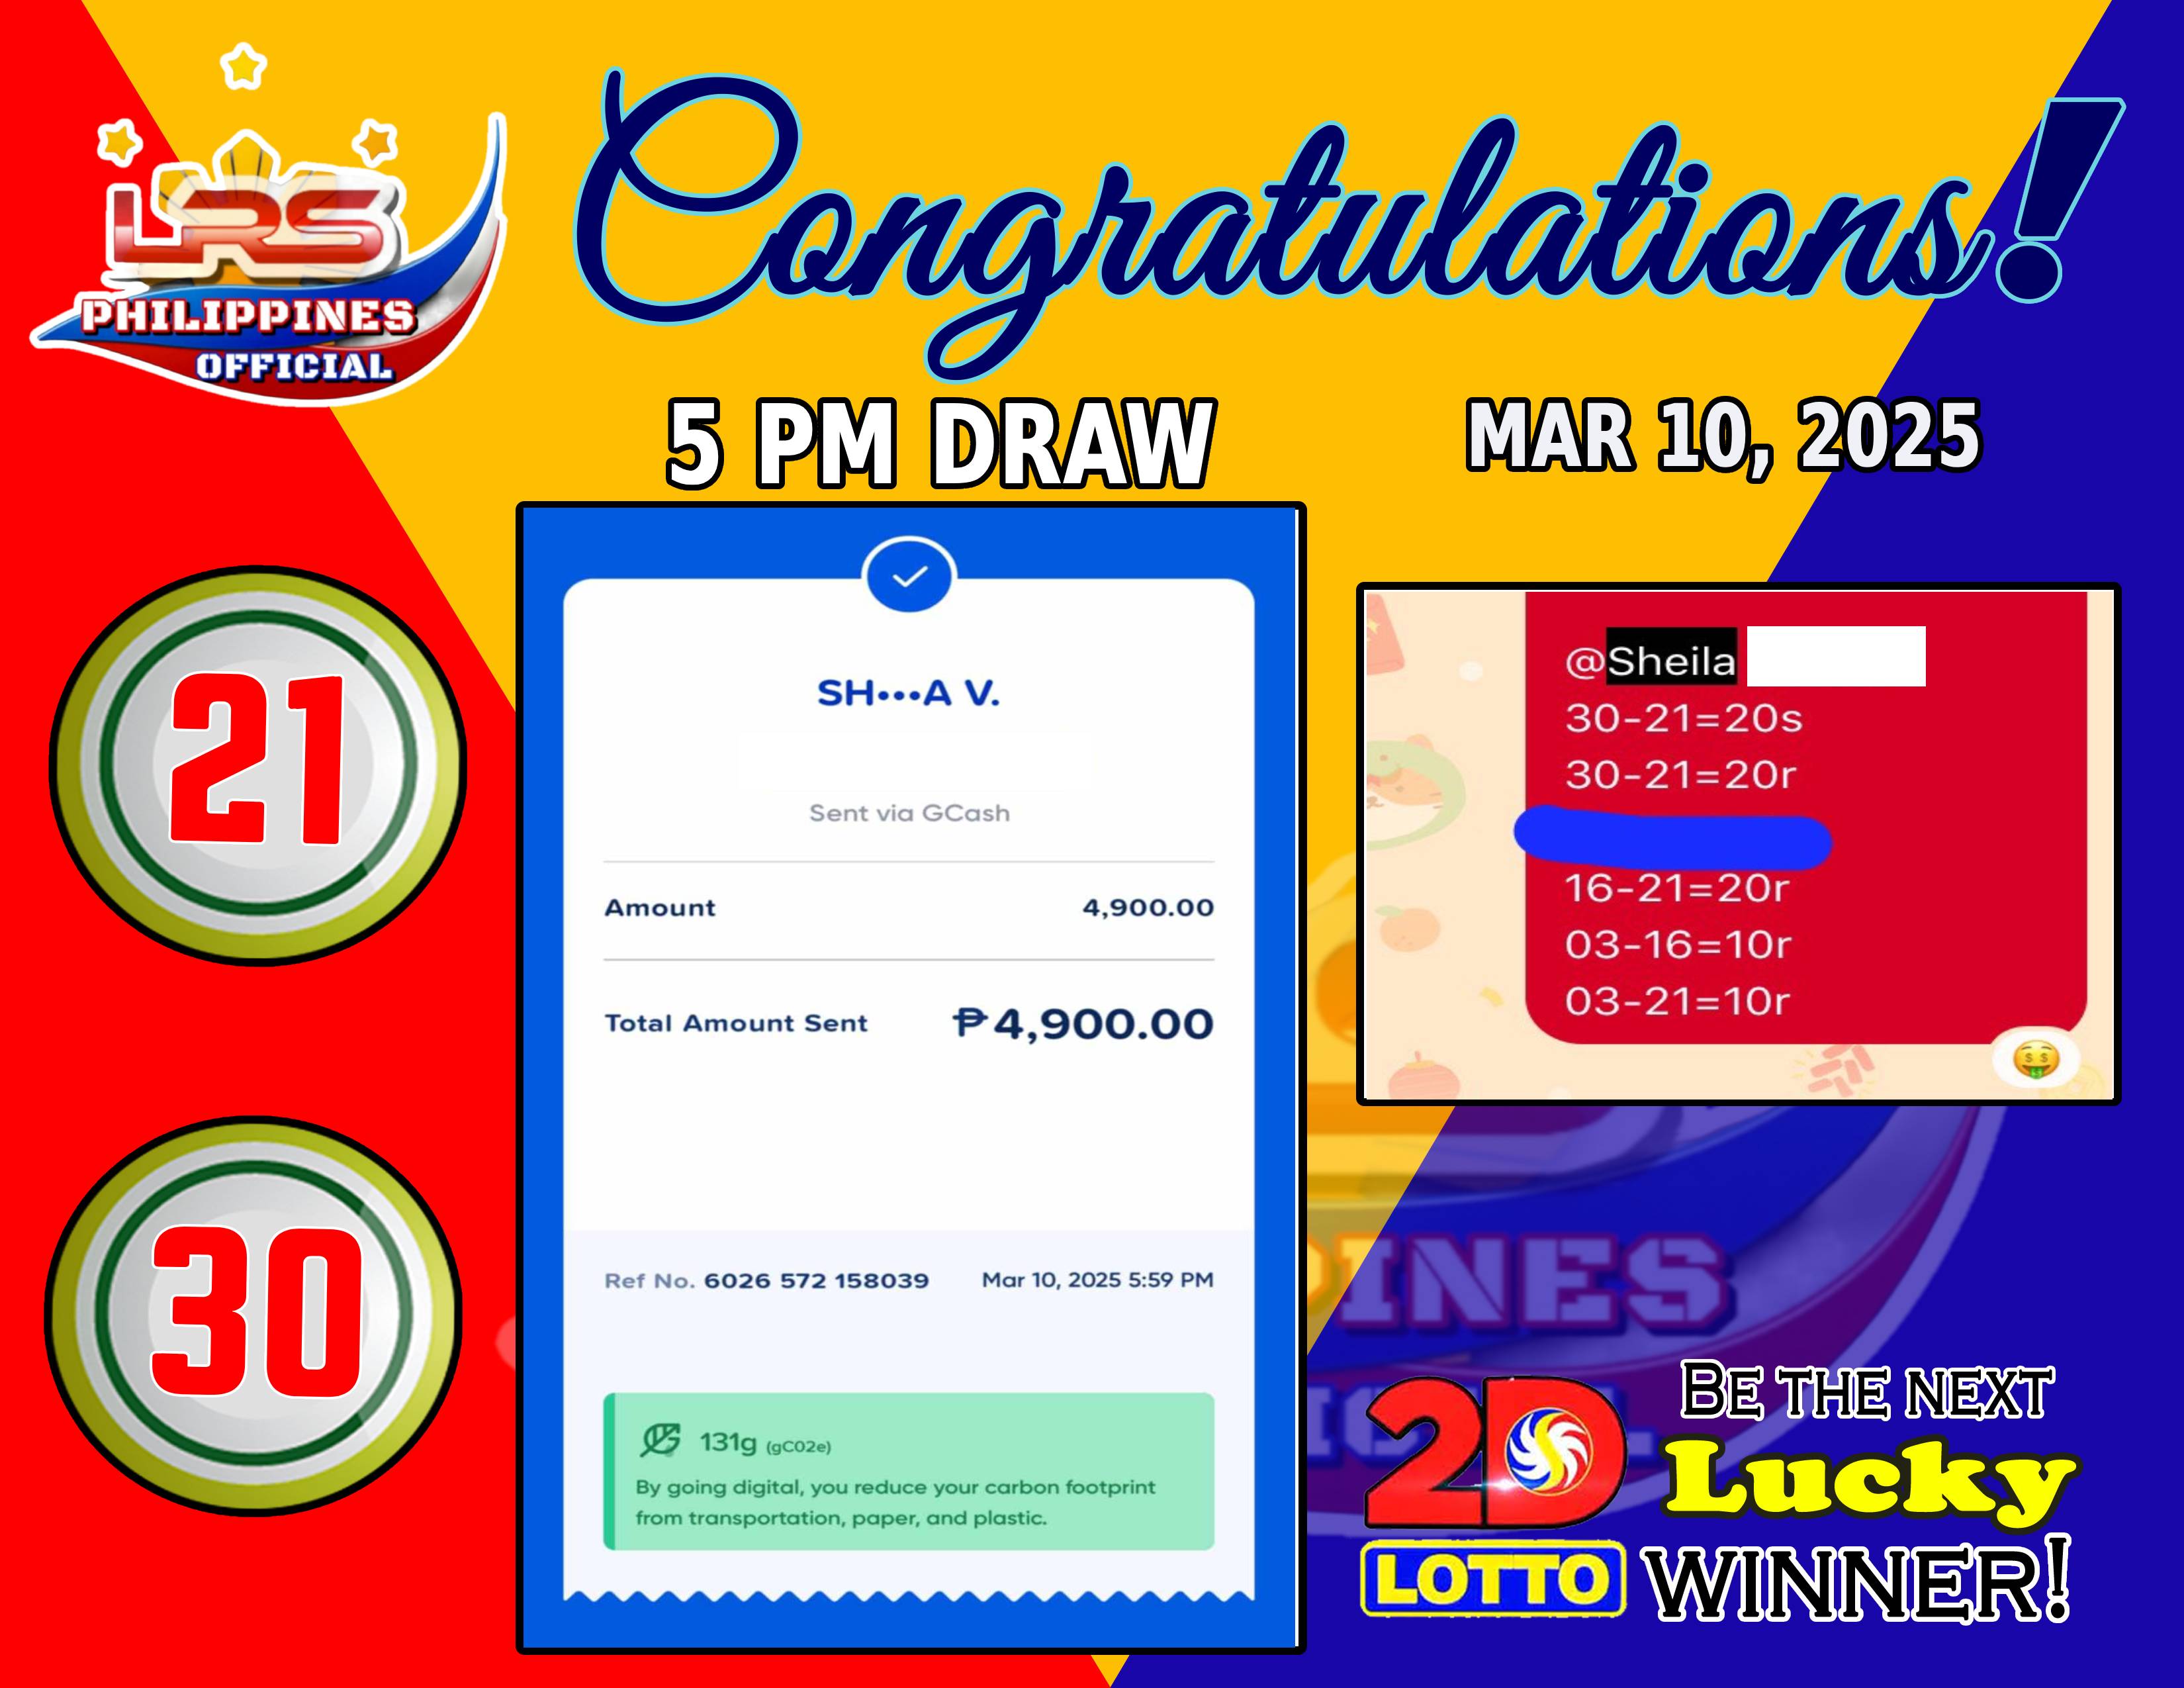 LRS
PHILIPPINES
OFFICIAL
Congratulations!
5 PM DRAW
MAR 10, 2025
21
30
SH•••A V.
Sent via GCash
Amount 4,900.00
Total Amount Sent ₱4,900.00
Ref No. 6026 572 158039 Mar 10, 2025 5:59 PM
131g (gC02e)
By going digital, you reduce your carbon footprint
from transportation, paper, and plastic.
@Sheila
30-21=20s
30-21=20r
16-21=20r
03-16=10r
03-21=10r
PINES
2D
LOTTO
BE THE NEXT
Lucky
WINNER!